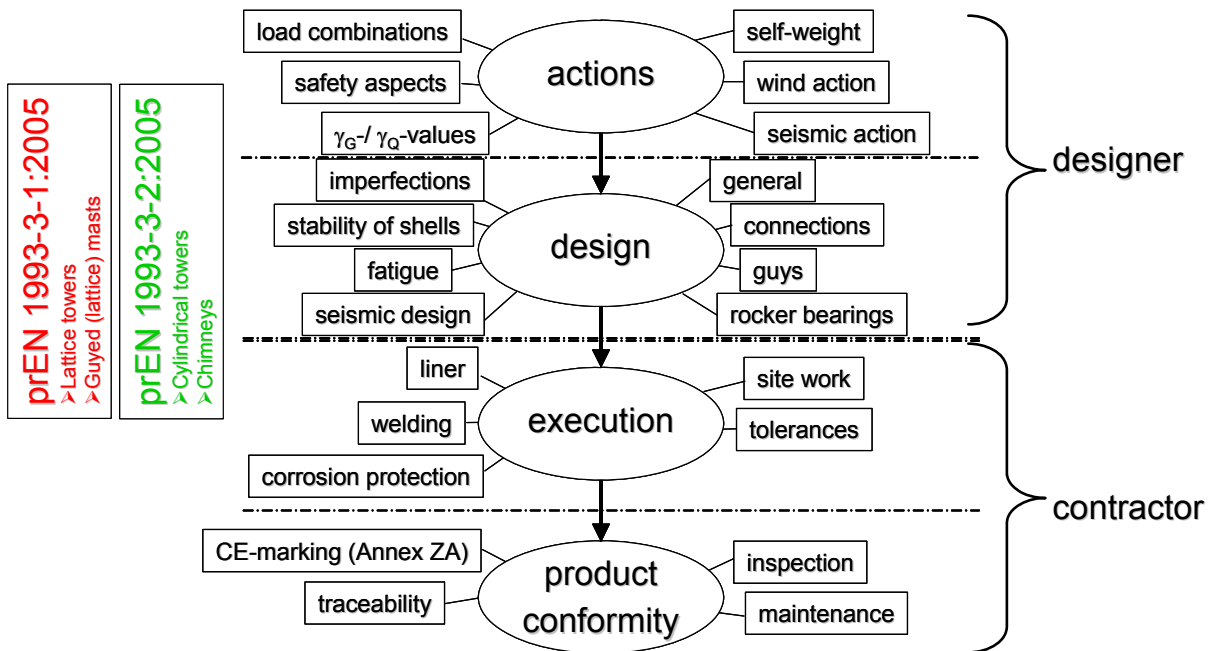 prEN 1993-3-1:2005
➢Lattice towers
➢Guyed (lattice) masts
prEN 1993-3-2:2005
➢Cylindrical towers
➢Chimneys
load combinations
safety aspects
γG-/ γQ-values
actions
self-weight
wind action
seismic action
imperfections
stability of shells
fatigue
seismic design
design
general
connections
guys
rocker bearings
designer
liner
welding
corrosion protection
execution
site work
tolerances
CE-marking (Annex ZA)
traceability
product
conformity
inspection
maintenance
contractor